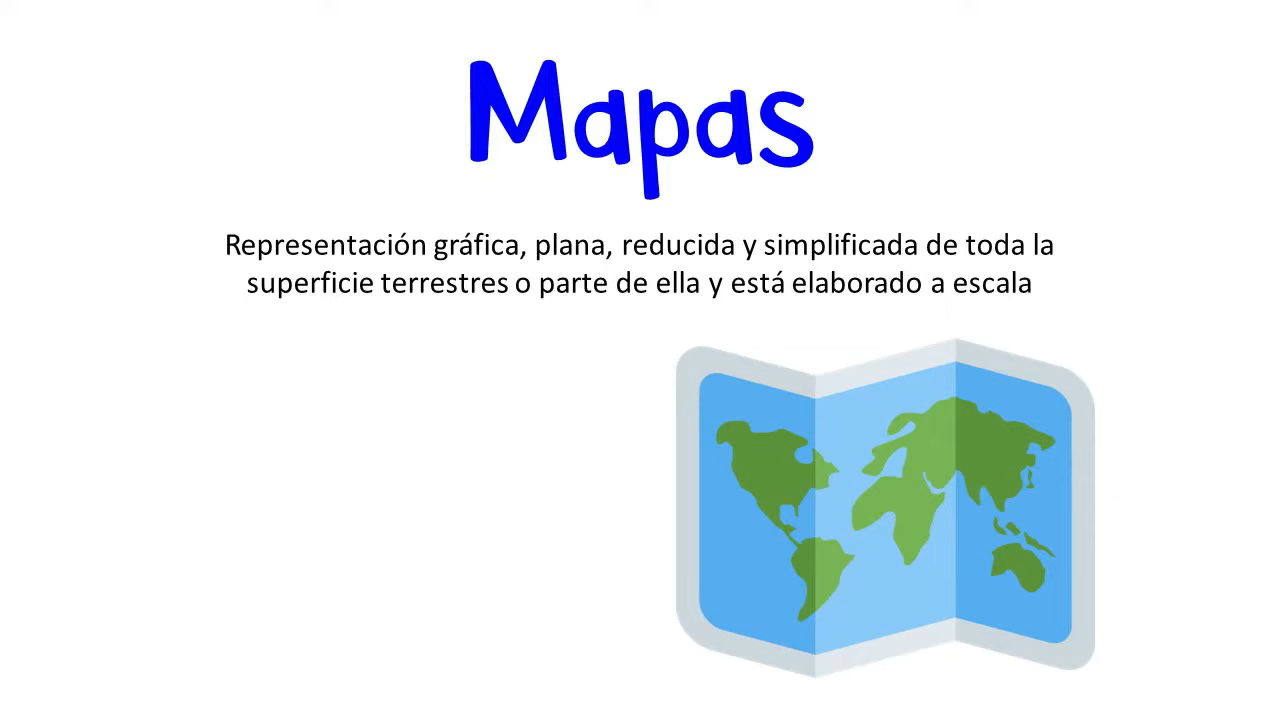 Mapas
Representación gráfica, plana, reducida y simplificada de toda la
superficie terrestres o parte de ella y está elaborado a escala